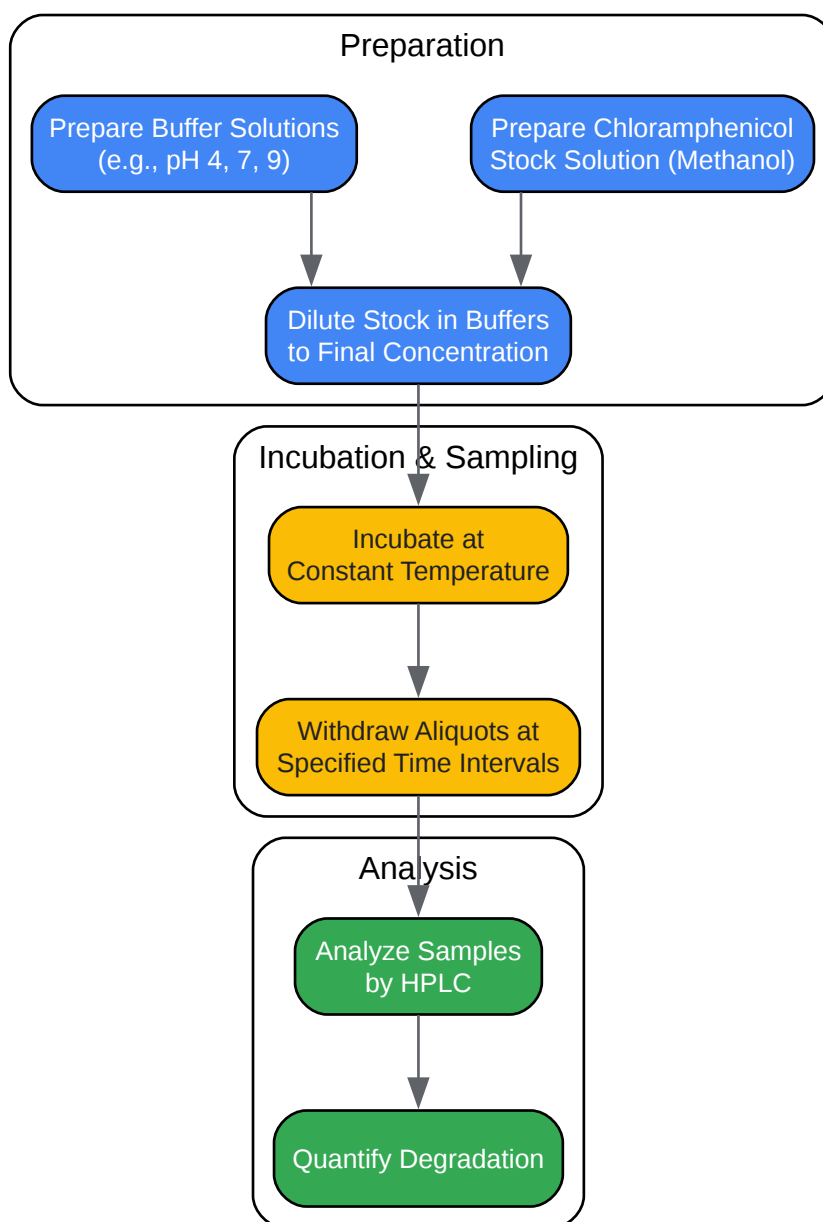 Preparation
Prepare Buffer Solutions
(e.g., pH 4, 7, 9)
Prepare Chloramphenicol
Stock Solution (Methanol)
Dilute Stock in Buffers
to Final Concentration
Incubation & Sampling
Incubate at
Constant Temperature
Withdraw Aliquots at
Specified Time Intervals
Analysis
Analyze Samples
by HPLC
Quantify Degradation